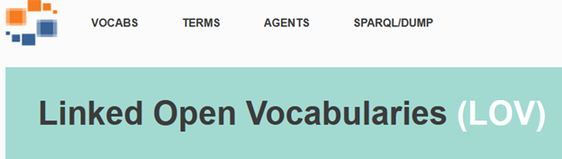 VOCABS TERMS AGENTS SPARQL/DUMP
Linked Open Vocabularies (LOV)